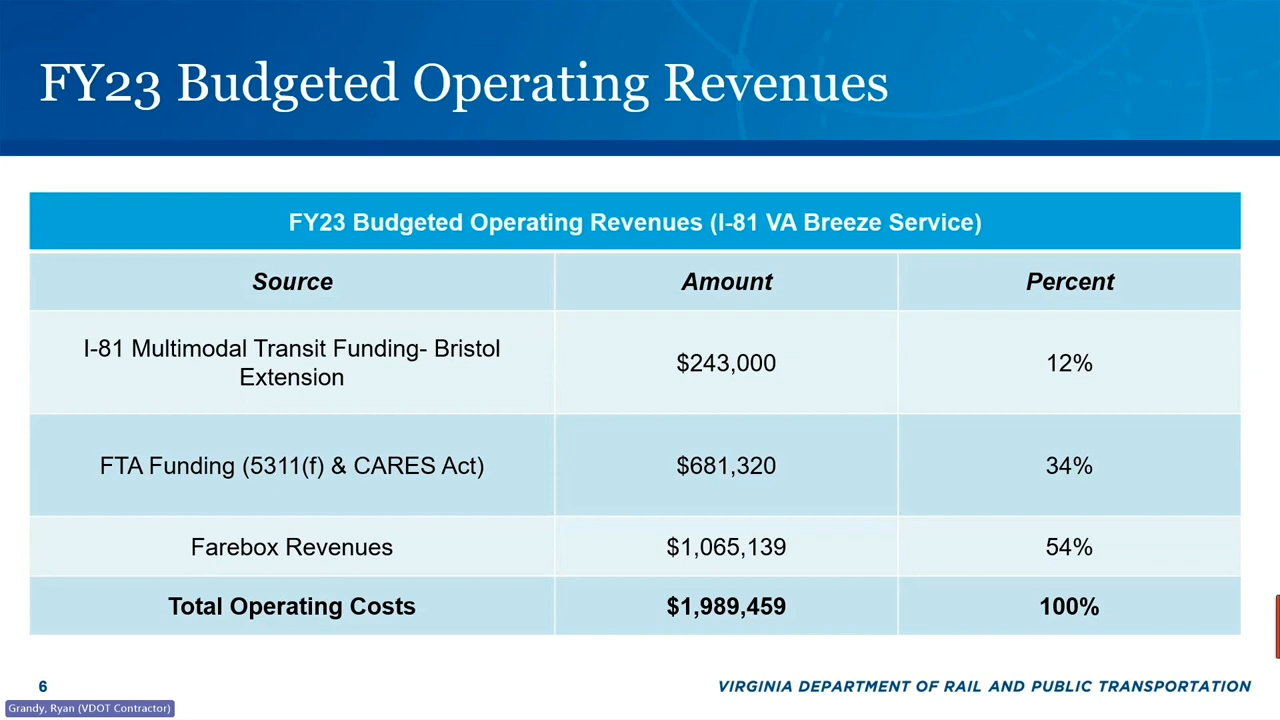 FY23 Budgeted Operating Revenues
FY23 Budgeted Operating Revenues (I-81 VA Breeze Service)
Source Amount Percent
I-81 Multimodal Transit Funding- Bristol
Extension
$243,000 12%
FTA Funding (5311(f) & CARES Act) $681,320 34%
Farebox Revenues $1,065,139 54%
Total Operating Costs $1,989,459 100%
6
VIRGINIA DEPARTMENT OF RAIL AND PUBLIC TRANSPORTATION
Grandy, Ryan (VDOT Contractor)